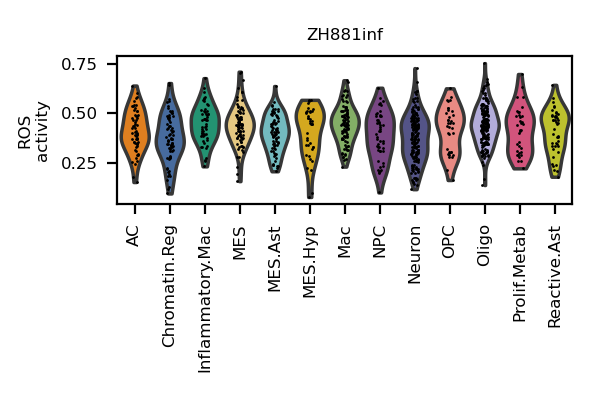 ZH881inf
ROS
activity
0.75
0.50
0.25
AC
Chromatin.Reg
Inflammatory.Mac
MES
MES.Ast
MES.Hyp
Mac
NPC
Neuron
OPC
Oligo
Prolif.Metab
Reactive.Ast